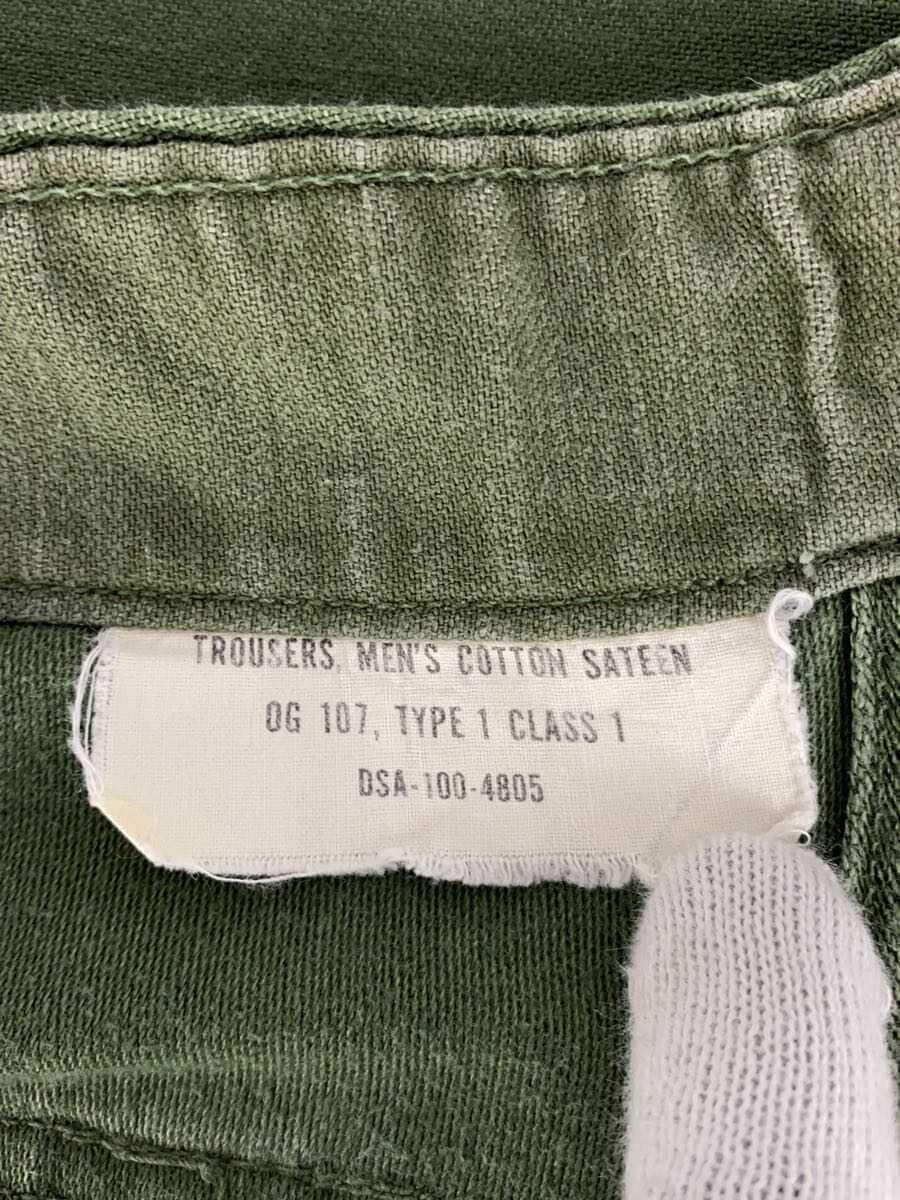 TROUSERS, MEN'S COTTON SATEEN
OG 107, TYPE 1 CLASS 1
DSA-100-4805